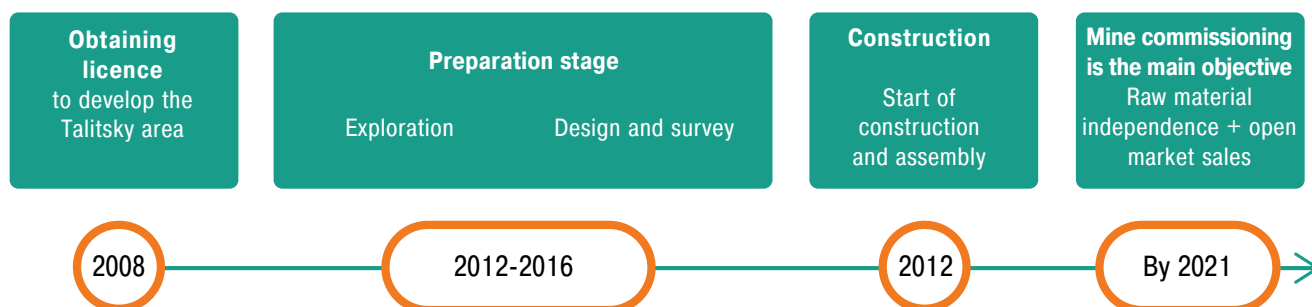 Obtaining
licence
to develop the
Talitsky area
Preparation stage
Exploration
Design and survey
Construction
Start of
construction
and assembly
Mine commissioning
is the main objective
Raw material
independence + open
market sales
2008
2012-2016
2012
By 2021